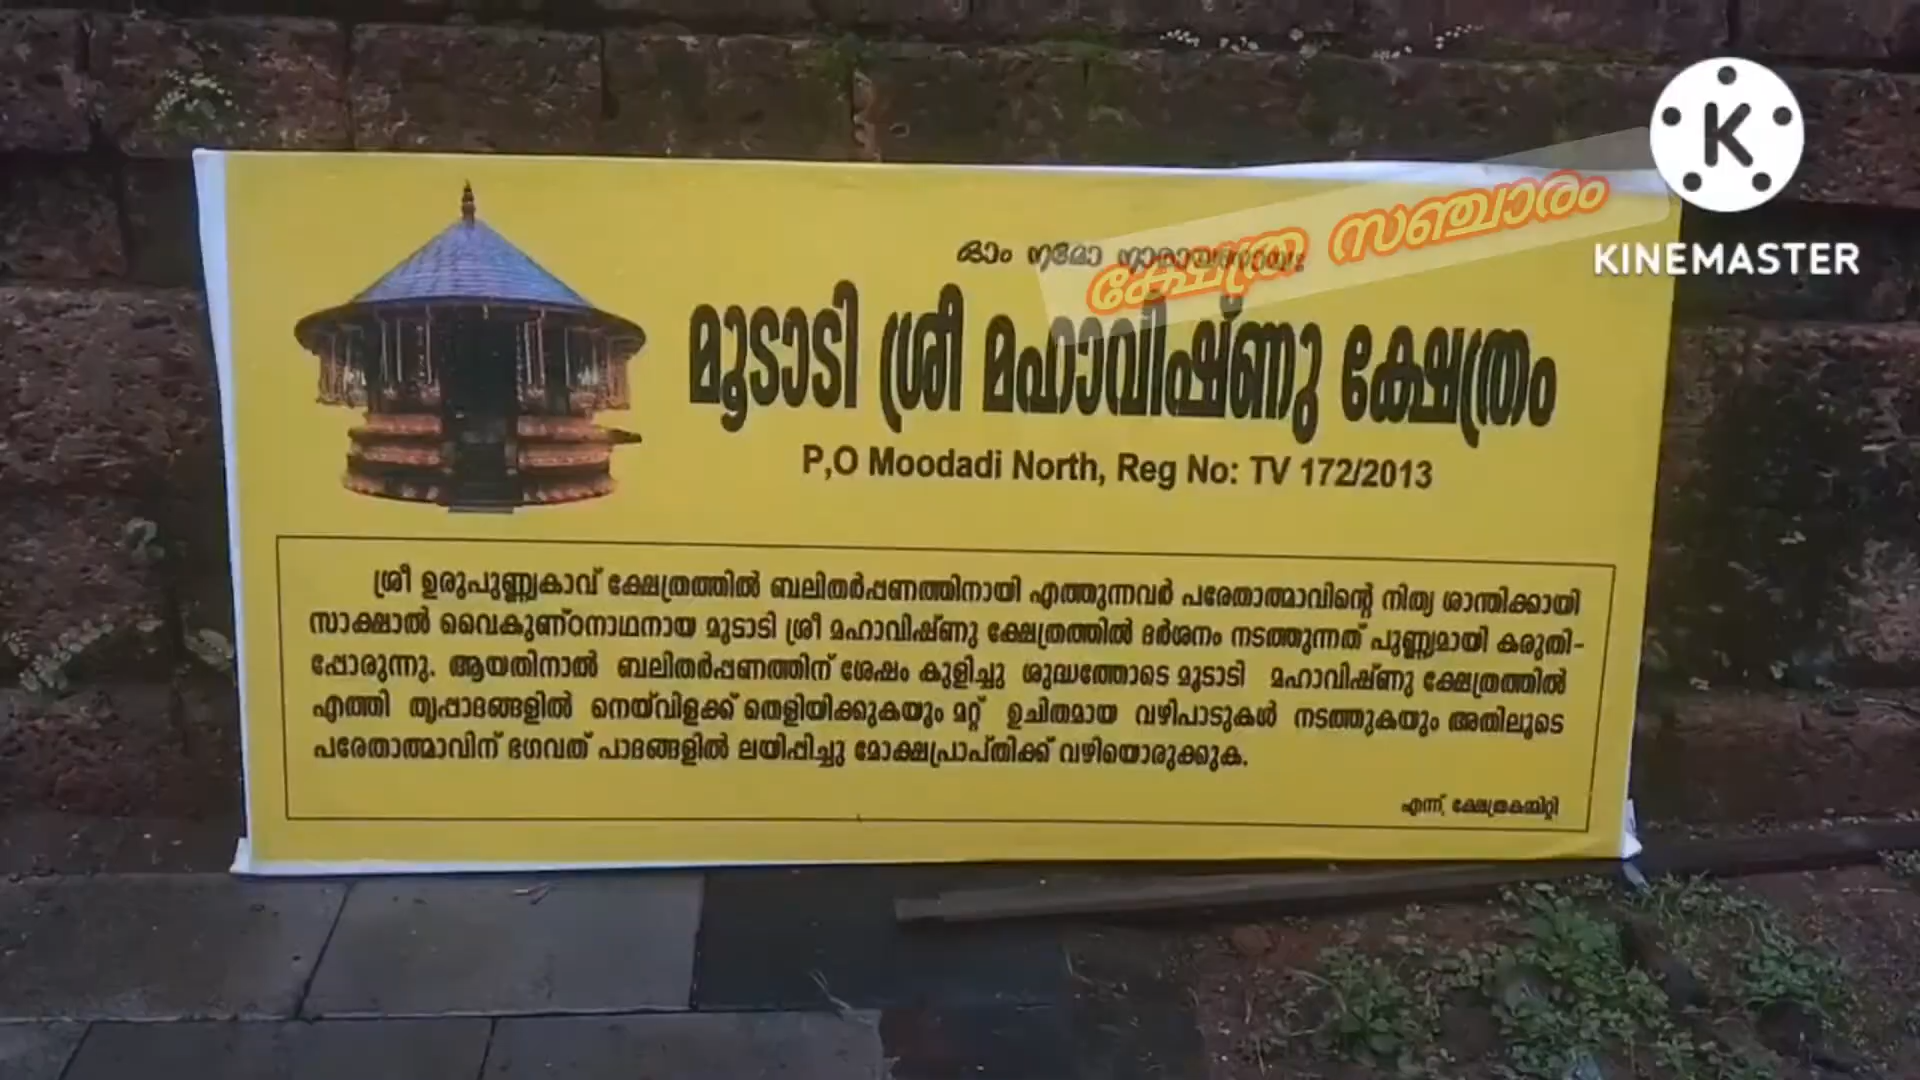 ഓം നമോ നാരായണായഃ
ക്ഷേത്ര സഞ്ചാരം
KINEMASTER
മൂടാടി ശ്രീ മഹാവിഷ്ണു ക്ഷേത്രം
P,O Moodadi North, Reg No: TV 172/2013
ശ്രീ ഉരുപുണ്ണ്യകാവ് ക്ഷേത്രത്തിൽ ബലിതർപ്പണത്തിനായി എത്തുന്നവർ പരേതാത്മാവിന്റെ നിത്യ ശാന്തിക്കായി
സാക്ഷാൽ വൈകുണ്ഠനാഥനായ മൂടാടി ശ്രീ മഹാവിഷ്ണു ക്ഷേത്രത്തിൽ ദർശനം നടത്തുന്നത് പുണ്ണ്യമായി കരുതി-
പ്പോരുന്നു. ആയതിനാൽ ബലിതർപ്പണത്തിന് ശേഷം കുളിച്ചു ശുദ്ധത്തോടെ മൂടാടി മഹാവിഷ്ണു ക്ഷേത്രത്തിൽ
എത്തി തൃപ്പാദങ്ങളിൽ നെയ്‌വിളക്ക് തെളിയിക്കുകയും മറ്റ് ഉചിതമായ വഴിപാടുകൾ നടത്തുകയും അതിലൂടെ
പരേതാത്മാവിന് ഭഗവത് പാദങ്ങളിൽ ലയിപ്പിച്ചു മോക്ഷപ്രാപ്തിക്ക് വഴിയൊരുക്കുക.
എന്ന്, ക്ഷേത്രകമ്മിറ്റി